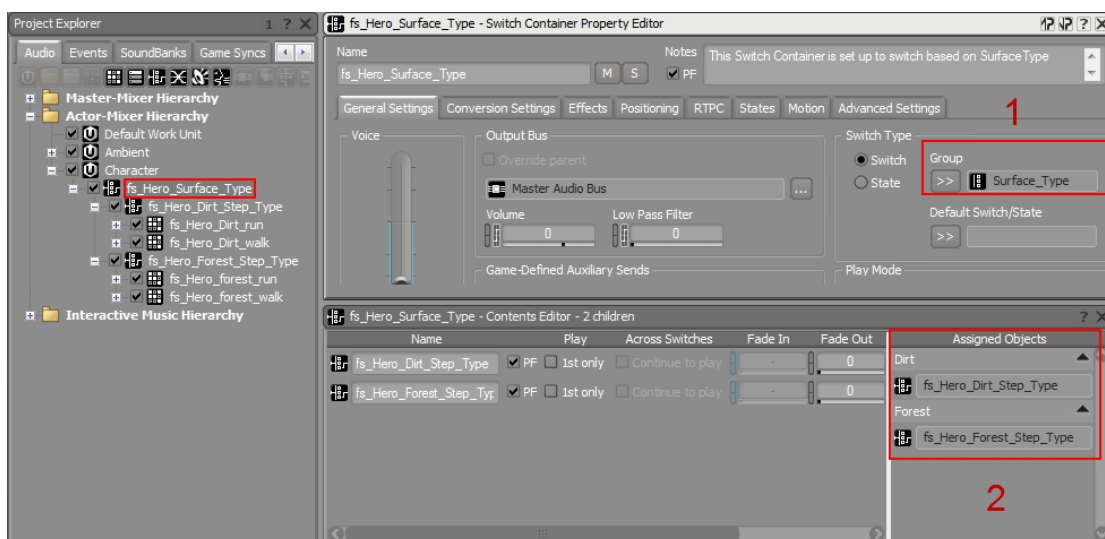 Project Explorer
1 ? X
Audio Events SoundBanks Game Syncs
Master-Mixer Hierarchy
Actor-Mixer Hierarchy
Default Work Unit
Ambient
Character
fs_Hero_Surface_Type
fs_Hero_Dirt_Step_Type
fs_Hero_Dirt_run
fs_Hero_Dirt_walk
fs_Hero_Forest_Step_Type
fs_Hero_forest_run
fs_Hero_forest_walk
Interactive Music Hierarchy
fs_Hero_Surface_Type - Switch Container Property Editor
Name
Notes
This Switch Container is set up to switch based on SurfaceType
fs_Hero_Surface_Type
M S
PF
General Settings Conversion Settings Effects Positioning RTPC States Motion Advanced Settings
1
Voice
Output Bus
Override parent
Master Audio Bus
...
Volume Low Pass Filter
0 0
Game-Defined Auxiliary Sends
Switch Type
Switch
State
Group
>> Surface_Type
Default Switch/State
>>
Play Mode
fs_Hero_Surface_Type - Contents Editor - 2 children
? X
Name Play Across Switches Fade In Fade Out Assigned Objects
fs_Hero_Dirt_Step_Type PF 1st only Continue to play - 0
fs_Hero_Forest_Step_Typ PF 1st only Continue to play - 0
Dirt
fs_Hero_Dirt_Step_Type
Forest
fs_Hero_Forest_Step_Type
2